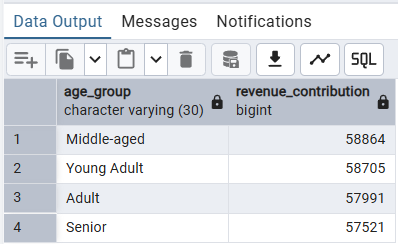 Data Output Messages Notifications
SQL
age_group revenue_contribution
character varying (30) bigint
1 Middle-aged 58864
2 Young Adult 58705
3 Adult 57991
4 Senior 57521